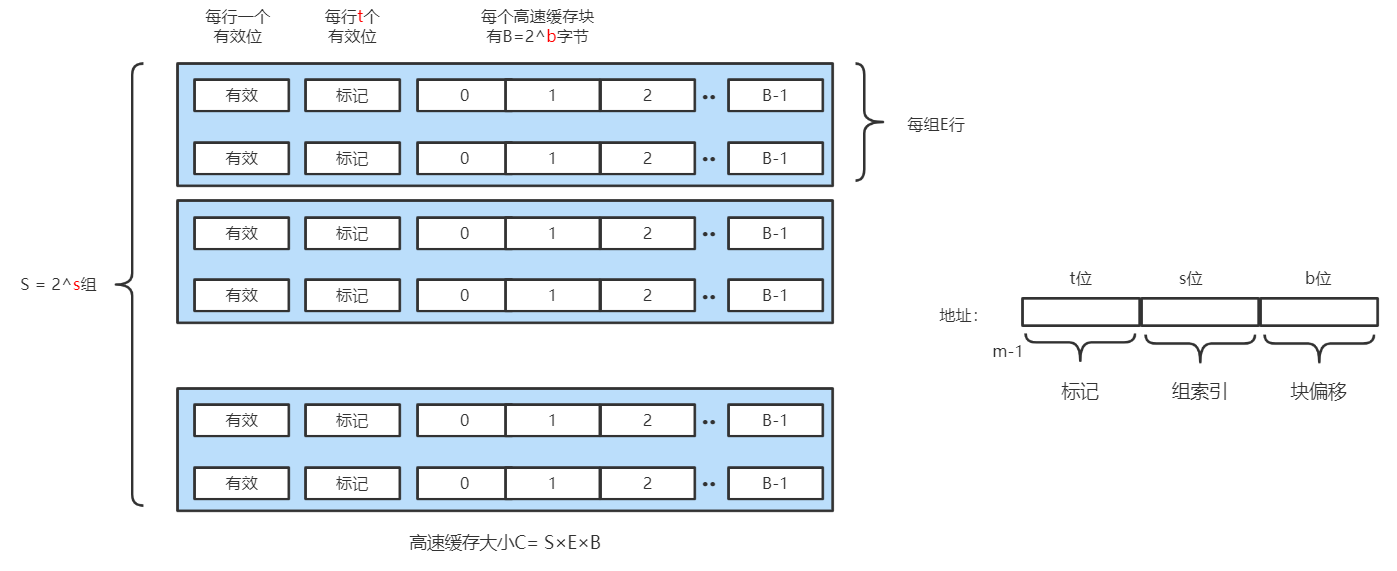 每行一个
有效位
每行t个
有效位
每个高速缓存块
有B=2^b字节
有效 标记 0 1 2 •• B-1
有效 标记 0 1 2 •• B-1
每组E行
有效 标记 0 1 2 •• B-1
有效 标记 0 1 2 •• B-1
S = 2^s组
有效 标记 0 1 2 •• B-1
有效 标记 0 1 2 •• B-1
高速缓存大小C= S×E×B
t位 s位 b位
地址：
m-1
标记 组索引 块偏移